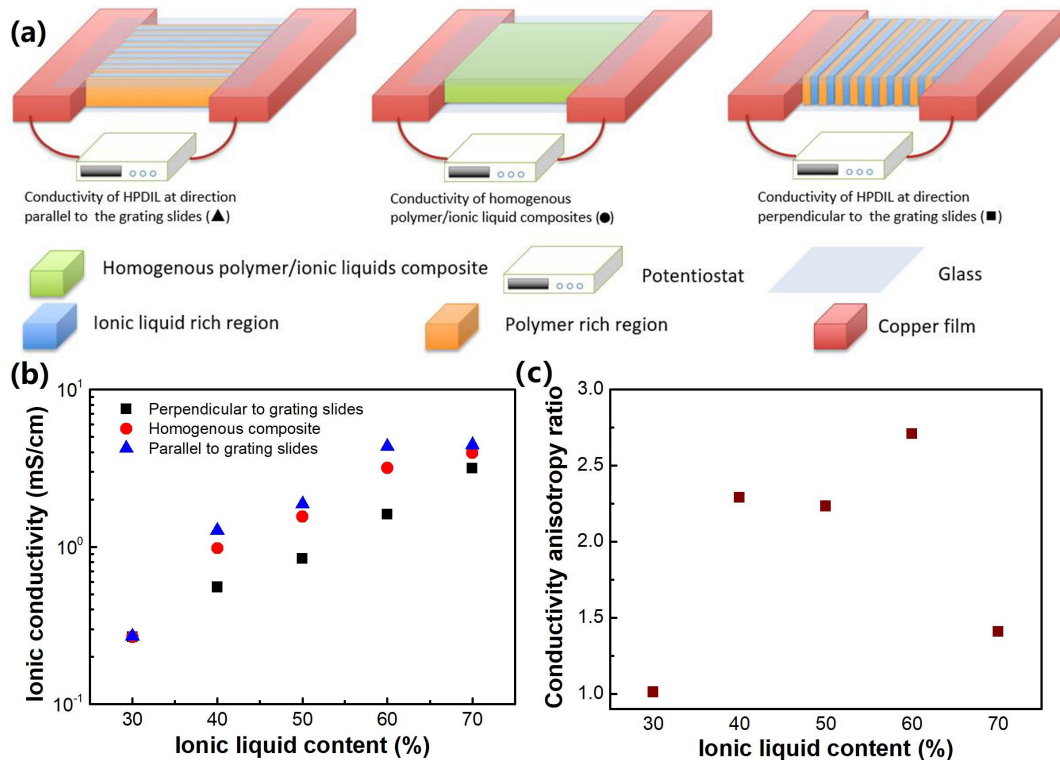 (a)
Conductivity of HPDIL at direction
parallel to the grating slides (▲)
Conductivity of homogenous
polymer/ionic liquid composites (●)
Conductivity of HPDIL at direction
perpendicular to the grating slides (■)
Homogenous polymer/ionic liquids composite
Potentiostat
Glass
Ionic liquid rich region
Polymer rich region
Copper film
(b)
Ionic conductivity (mS/cm)
10¹
10⁰
10⁻¹
Perpendicular to grating slides
Homogenous composite
Parallel to grating slides
30 40 50 60 70
Ionic liquid content (%)
(c)
Conductivity anisotropy ratio
3.0
2.5
2.0
1.5
1.0
30 40 50 60 70
Ionic liquid content (%)